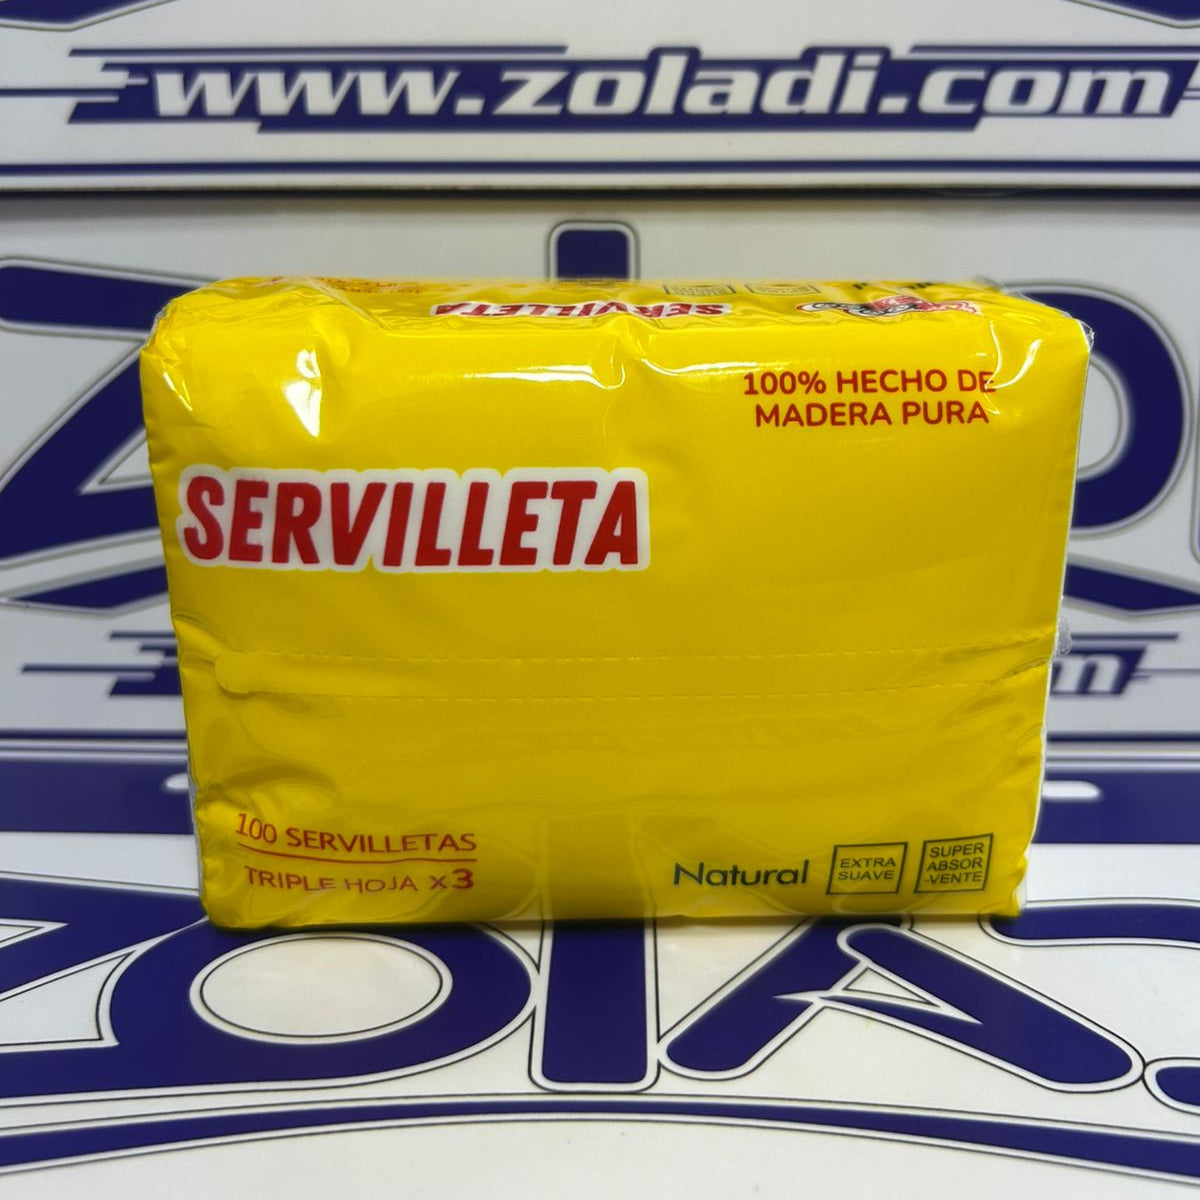 www.zoladi.com
SERVILLETA
100% HECHO DE
MADERA PURA
SERVILLETA
100 SERVILLETAS
TRIPLE HOJA x3
Natural
EXTRA
SUAVE
SUPER
ABSOR
-VENTE